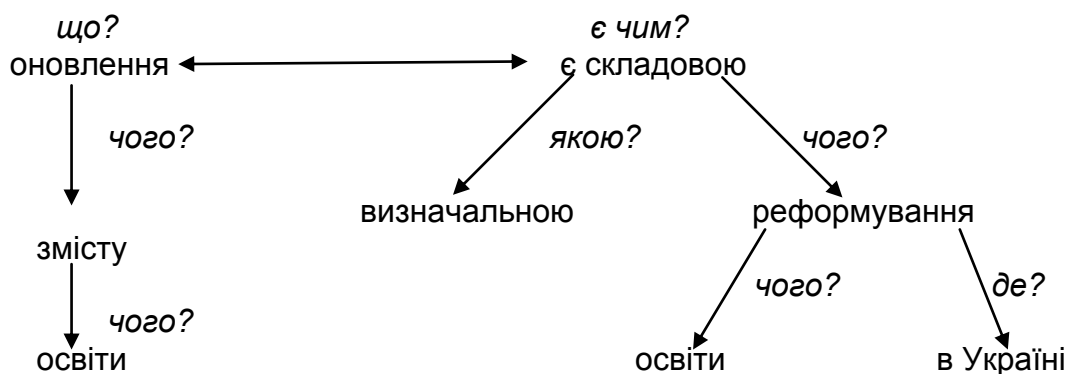 що? є чим?
оновлення є складовою
чого? якою? чого?
визначальною реформування
змісту
чого? де?
чого?
освіти освіти в Україні